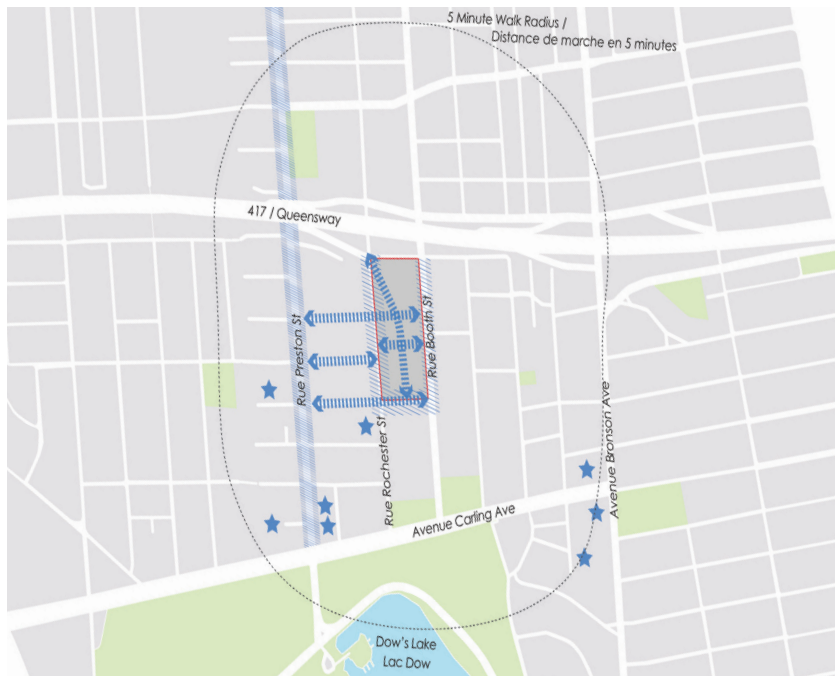 5 Minute Walk Radius /
Distance de marche en 5 minutes
417 / Queensway
Rue Preston St
Rue Booth St
Rue Rochester St
Avenue Bronson Ave
Avenue Carling Ave
Dow's Lake
Lac Dow